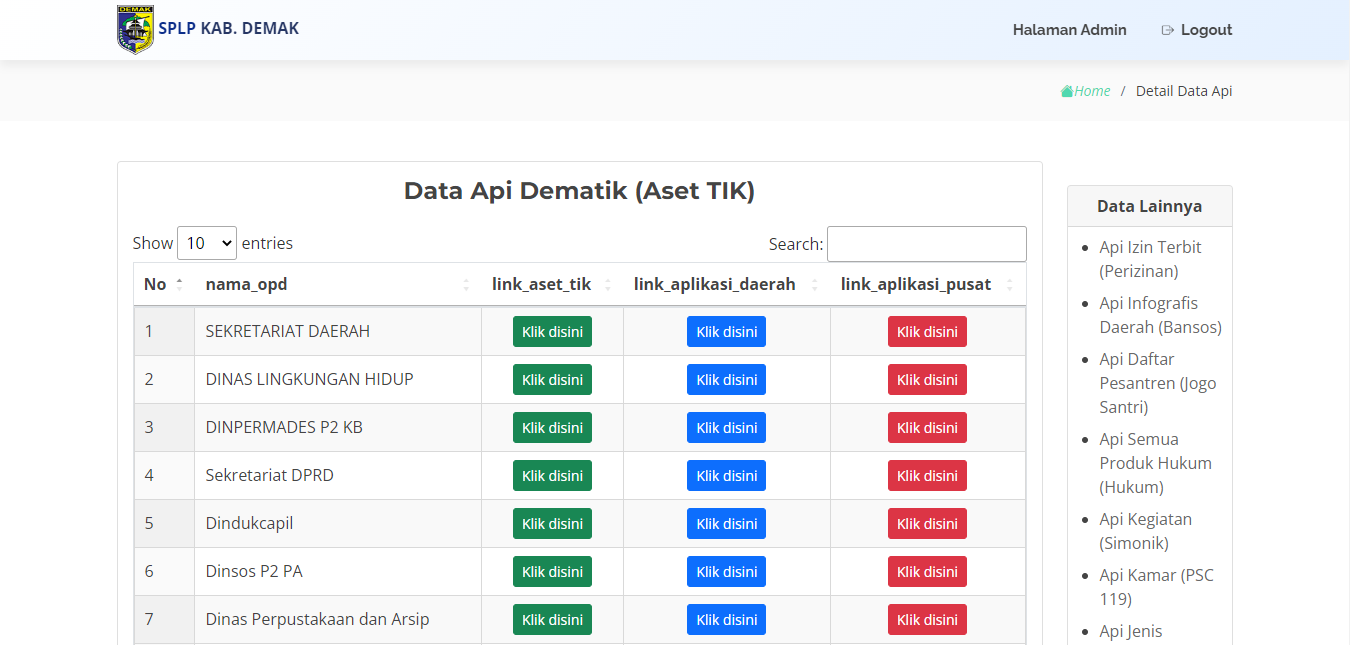 DEMAK
SPLP KAB. DEMAK
Halaman Admin
Logout
Home / Detail Data Api
Data Api Dematik (Aset TIK)
Show 10 entries
Search:
No nama_opd link_aset_tik link_aplikasi_daerah link_aplikasi_pusat
1 SEKRETARIAT DAERAH Klik disini Klik disini Klik disini
2 DINAS LINGKUNGAN HIDUP Klik disini Klik disini Klik disini
3 DINPERMADES P2 KB Klik disini Klik disini Klik disini
4 Sekretariat DPRD Klik disini Klik disini Klik disini
5 Dindukcapil Klik disini Klik disini Klik disini
6 Dinsos P2 PA Klik disini Klik disini Klik disini
7 Dinas Perpustakaan dan Arsip Klik disini Klik disini Klik disini
Data Lainnya
Api Izin Terbit
(Perizinan)
Api Infografis
Daerah (Bansos)
Api Daftar
Pesantren (Jogo
Santri)
Api Semua
Produk Hukum
(Hukum)
Api Kegiatan
(Simonik)
Api Kamar (PSC
119)
Api Jenis